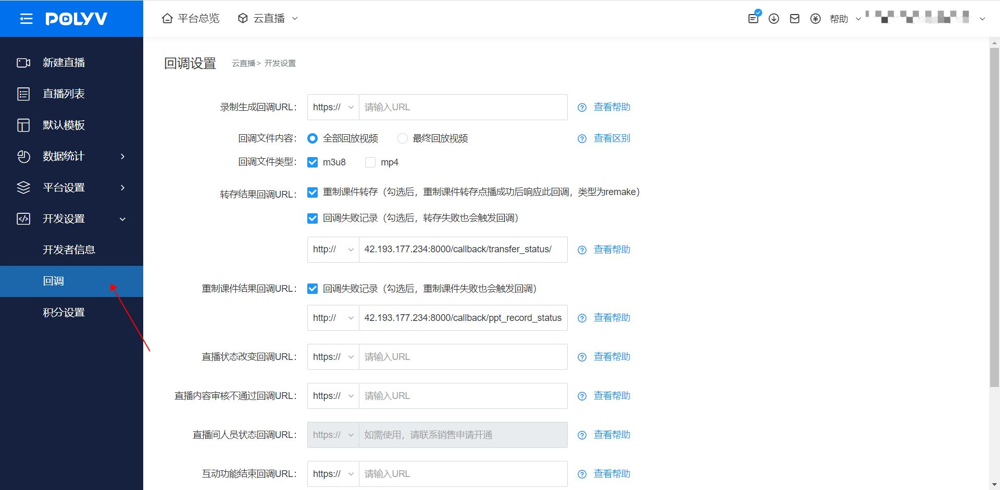 POLYV
平台总览
云直播
帮助
新建直播
直播列表
默认模板
数据统计
平台设置
开发设置
开发者信息
回调
积分设置
回调设置 云直播> 开发设置
录制生成回调URL： https:// 请输入URL 查看帮助
回调文件内容： 全部回放视频 最终回放视频 查看区别
回调文件类型： m3u8 mp4
转存结果回调URL： 重制课件转存（勾选后，重制课件转存点播成功后响应此回调，类型为remake）
回调失败记录（勾选后，转存失败也会触发回调）
http:// 42.193.177.234:8000/callback/transfer_status/ 查看帮助
重制课件结果回调URL： 回调失败记录（勾选后，重制课件失败也会触发回调）
http:// 42.193.177.234:8000/callback/ppt_record_status 查看帮助
直播状态改变回调URL： https:// 请输入URL 查看帮助
直播内容审核不通过回调URL： https:// 请输入URL 查看帮助
直播间人员状态回调URL： https:// 如需使用，请联系销售申请开通 查看帮助
互动功能结束回调URL： https:// 请输入URL 查看帮助